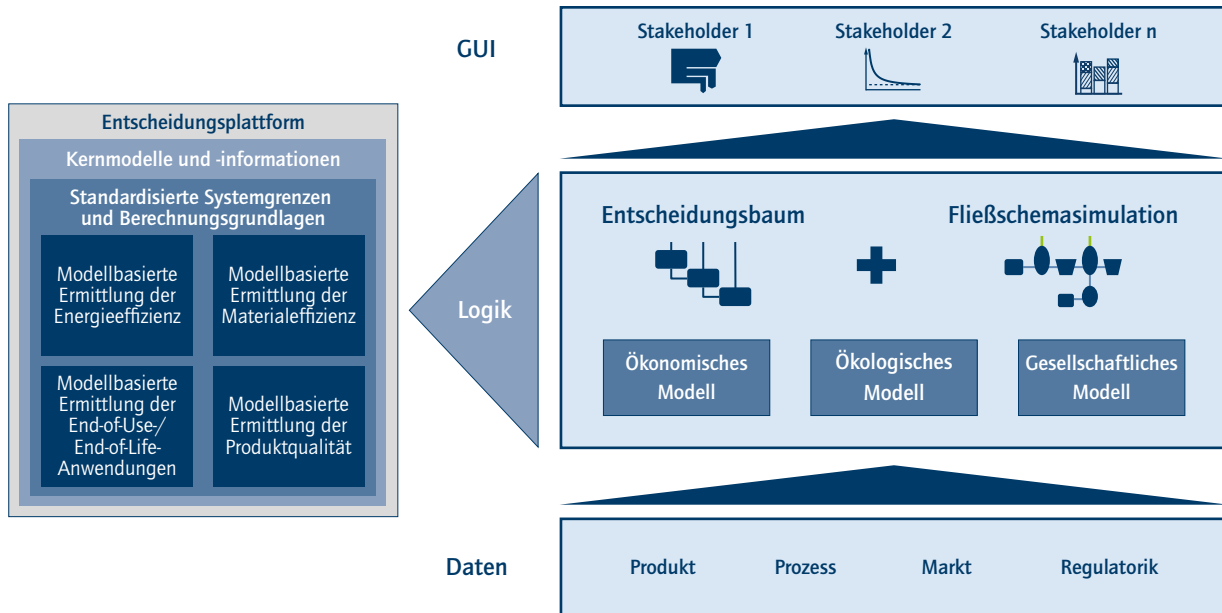 GUI
Stakeholder 1
Stakeholder 2
Stakeholder n
Entscheidungsplattform
Kernmodelle und -informationen
Standardisierte Systemgrenzen
und Berechnungsgrundlagen
Modellbasierte
Ermittlung der
Energieeffizienz
Modellbasierte
Ermittlung der
Materialeffizienz
Modellbasierte
Ermittlung der
End-of-Use-/
End-of-Life-
Anwendungen
Modellbasierte
Ermittlung der
Produktqualität
Logik
Entscheidungsbaum
Fließschemasimulation
Ökonomisches
Modell
Ökologisches
Modell
Gesellschaftliches
Modell
Daten
Produkt
Prozess
Markt
Regulatorik